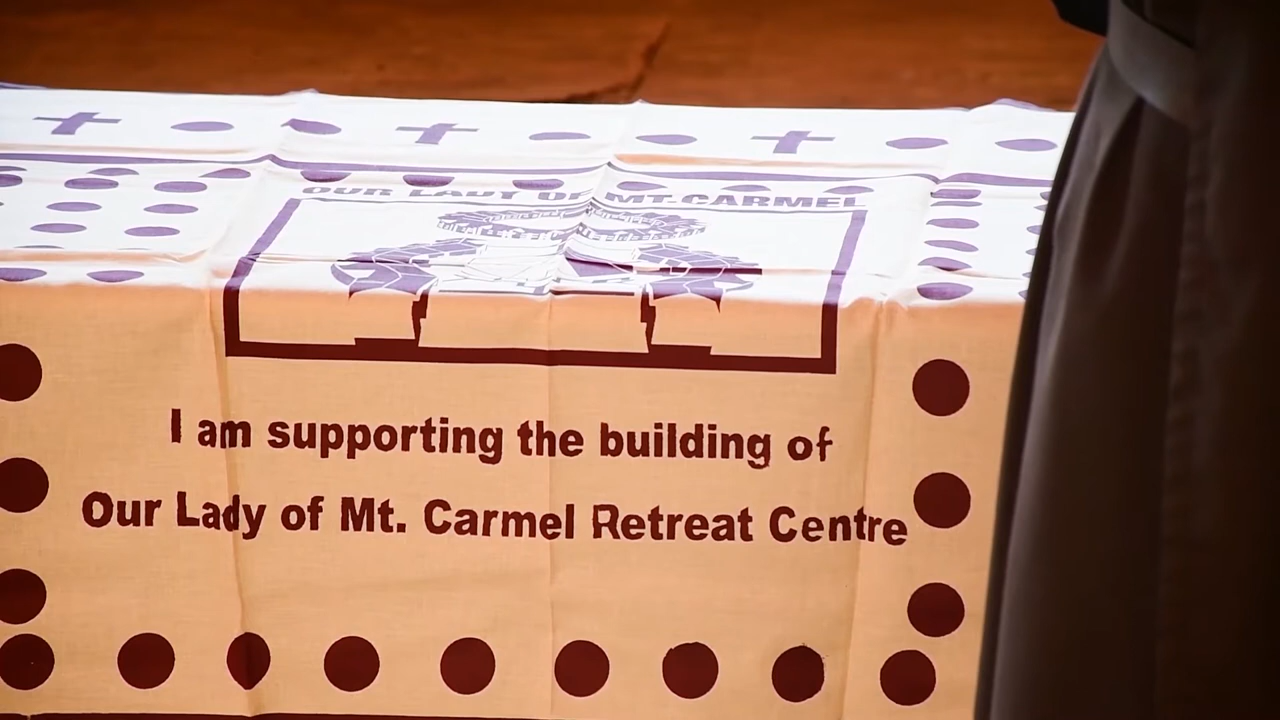 OUR LADY OF MT.CARMEL
I am supporting the building of
Our Lady of Mt. Carmel Retreat Centre